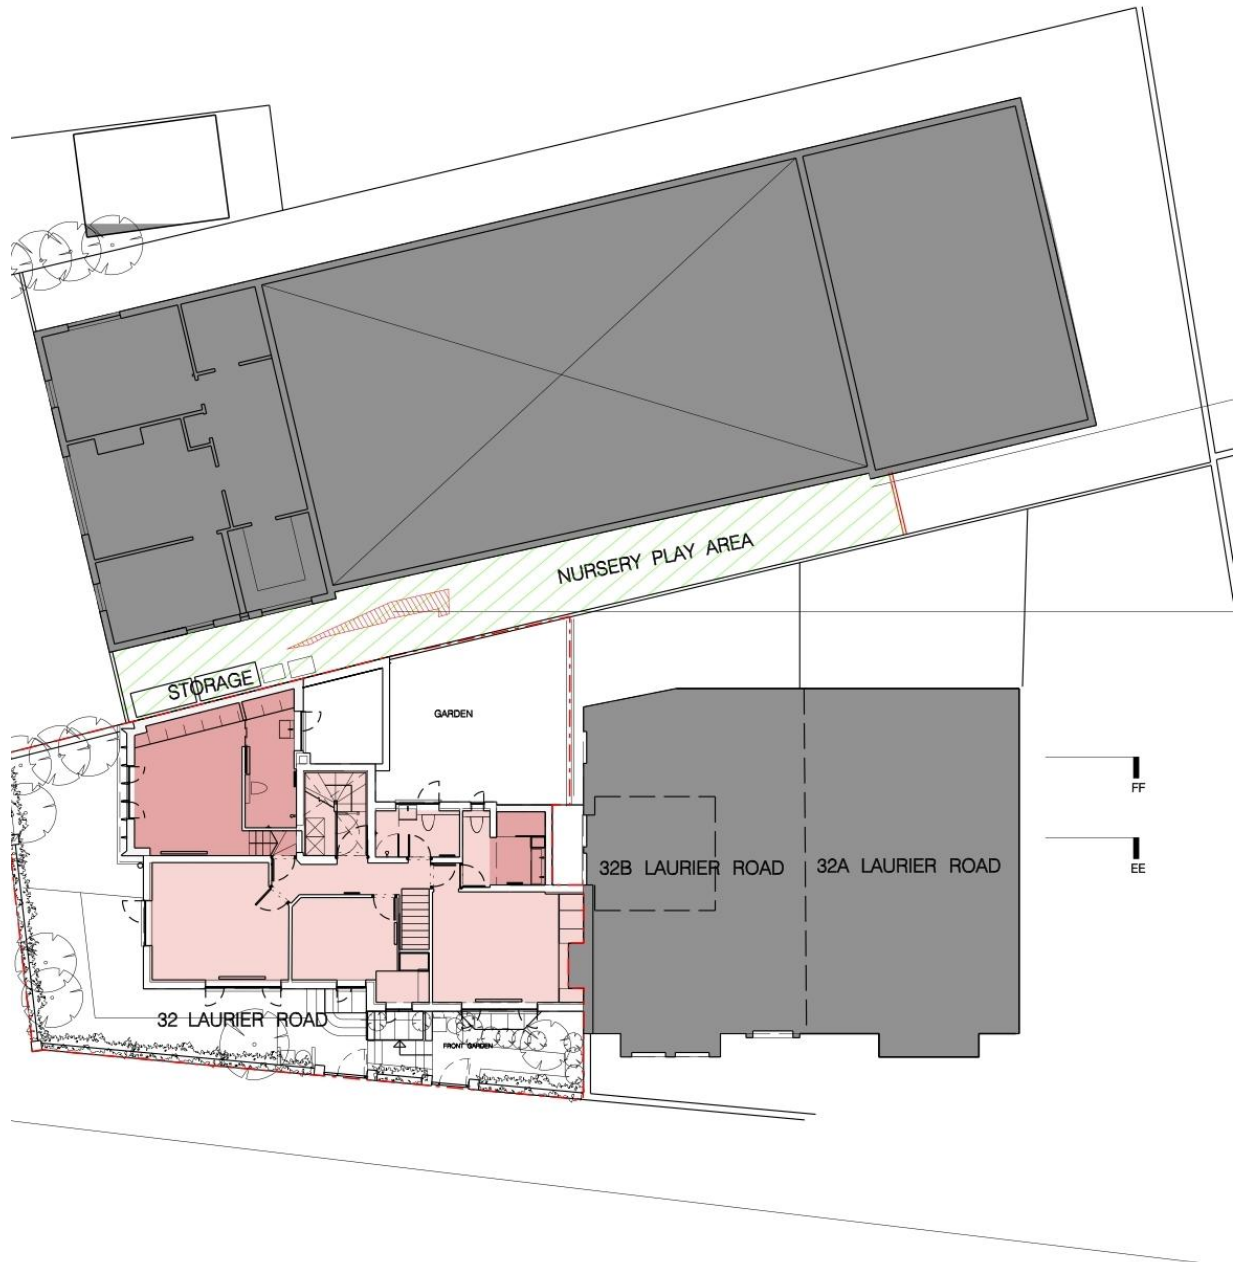 NURSERY PLAY AREA
STORAGE
GARDEN
FF
EE
32B LAURIER ROAD
32A LAURIER ROAD
32 LAURIER ROAD
FRONT GARDEN